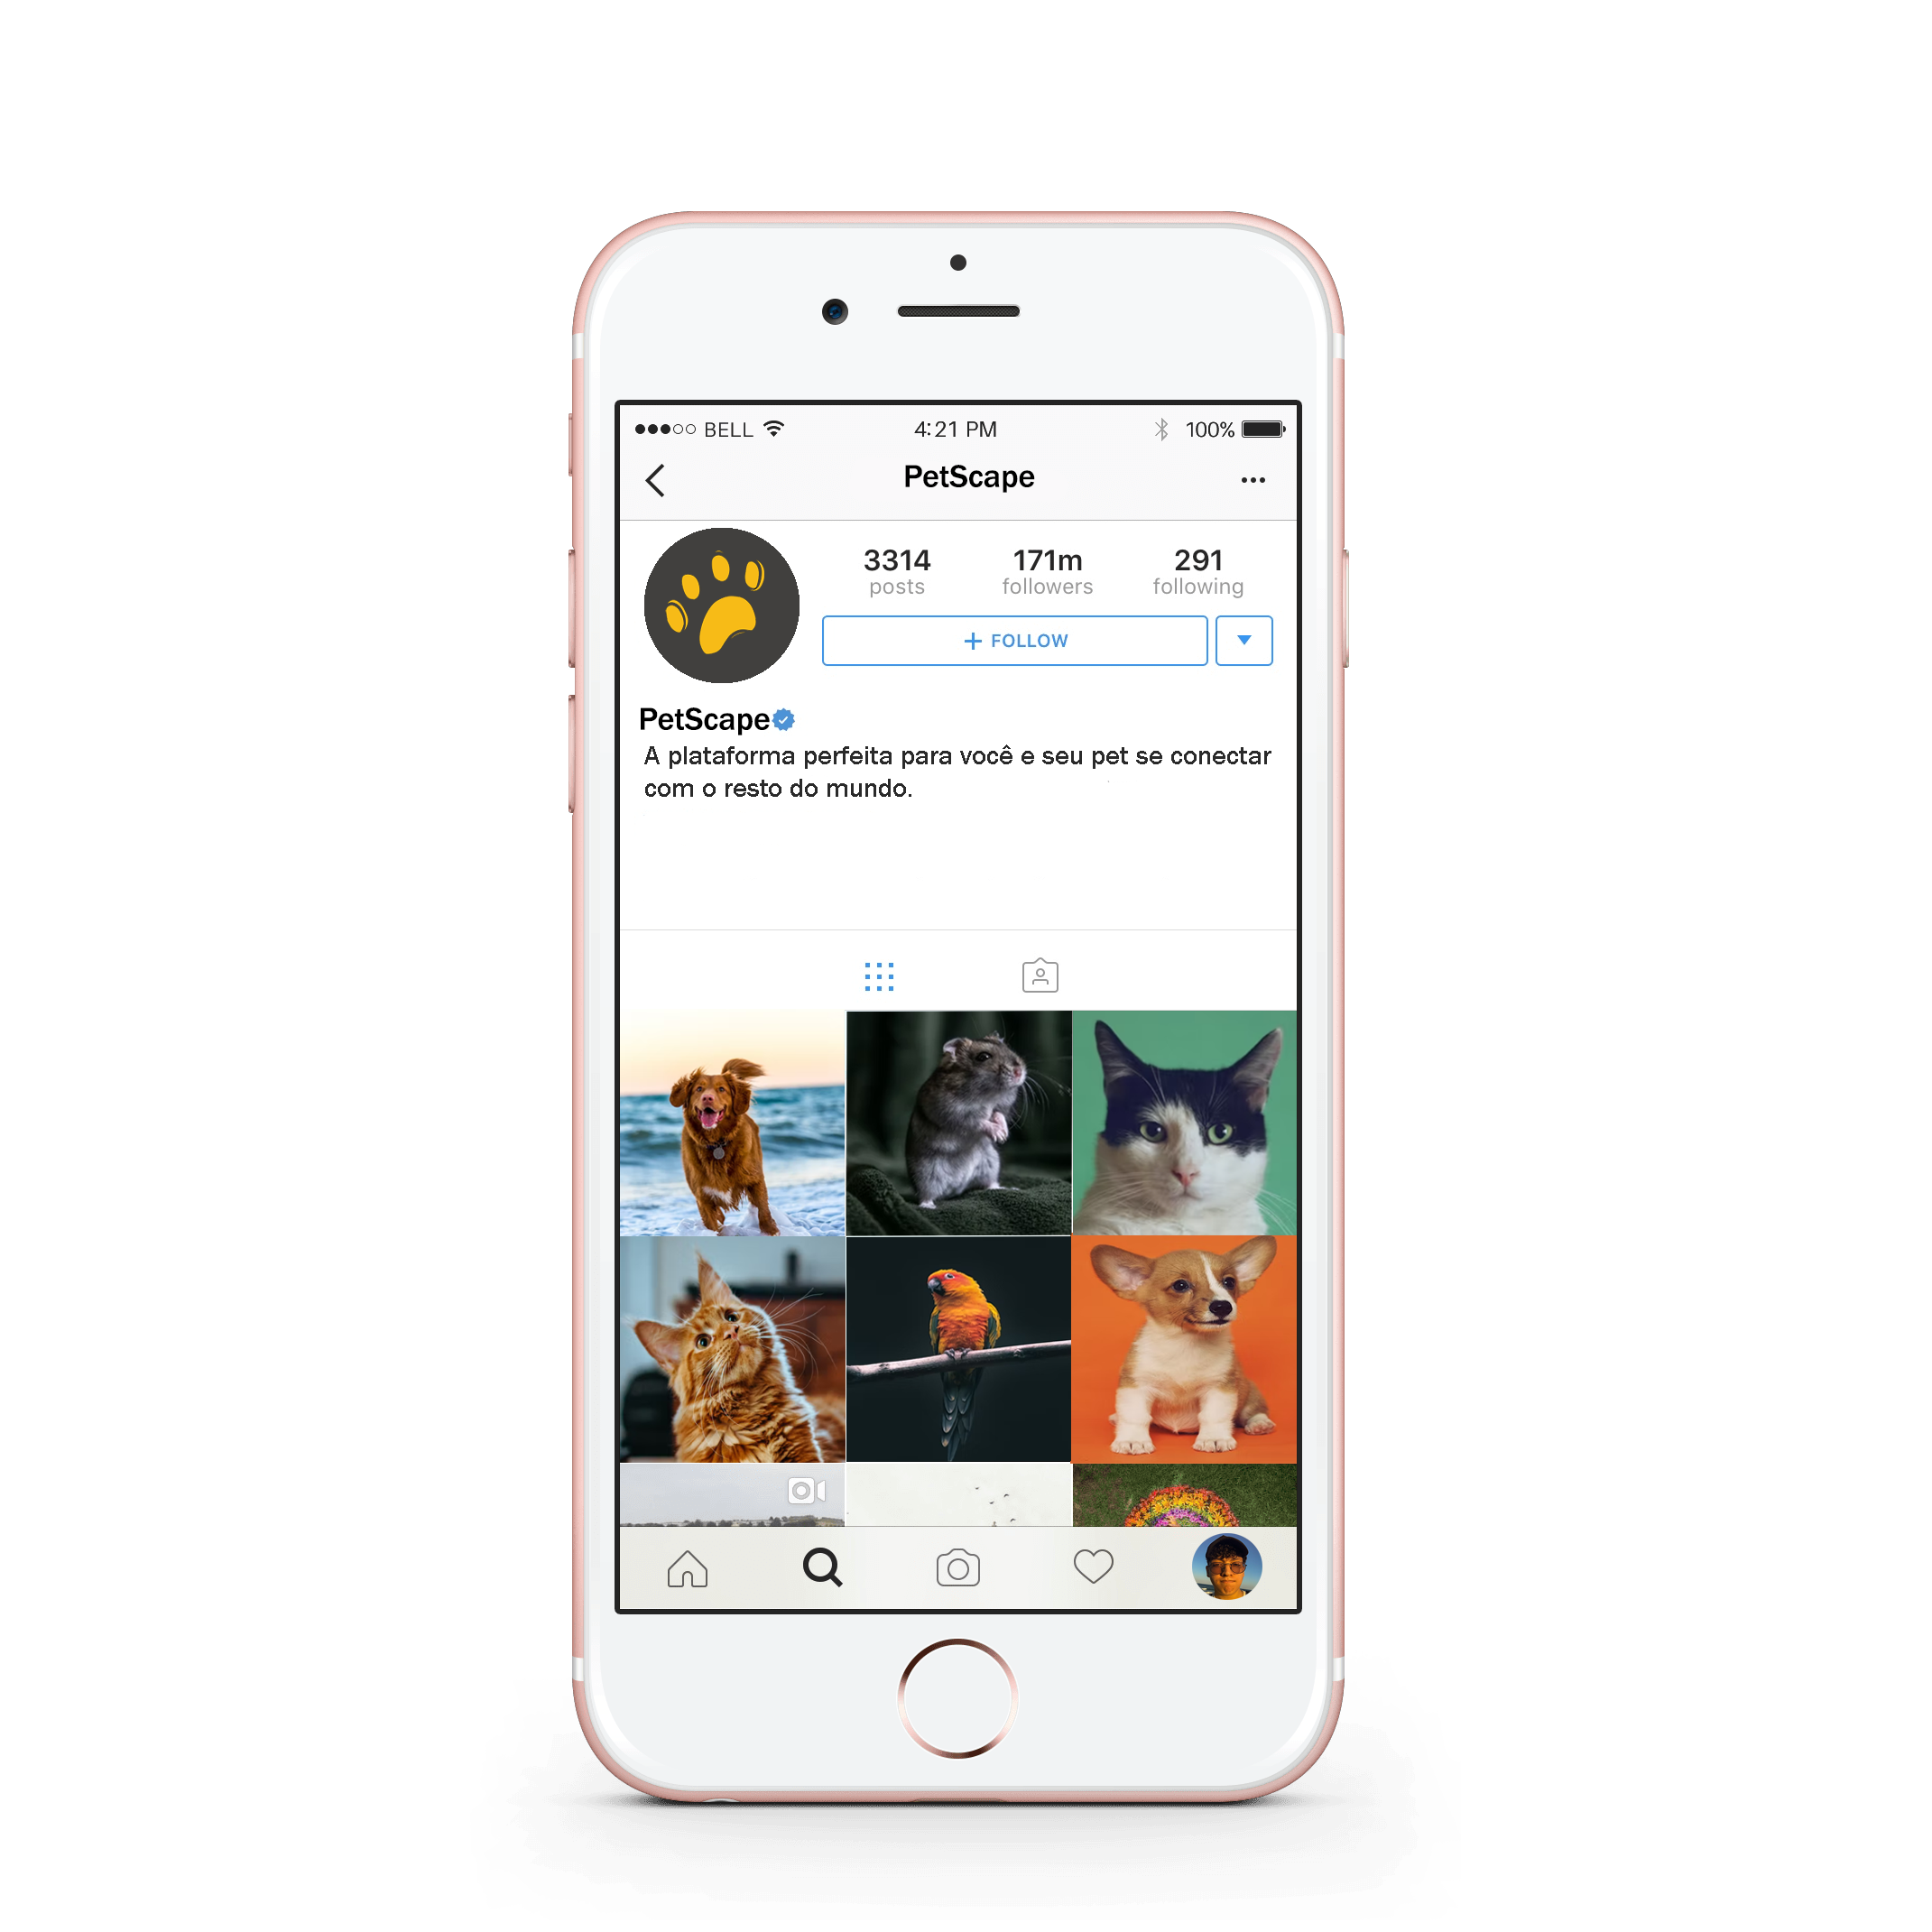 BELL 4:21 PM 100%
PetScape
3314 171m 291
posts followers following
+ FOLLOW
PetScape
A plataforma perfeita para você e seu pet se conectar
com o resto do mundo.